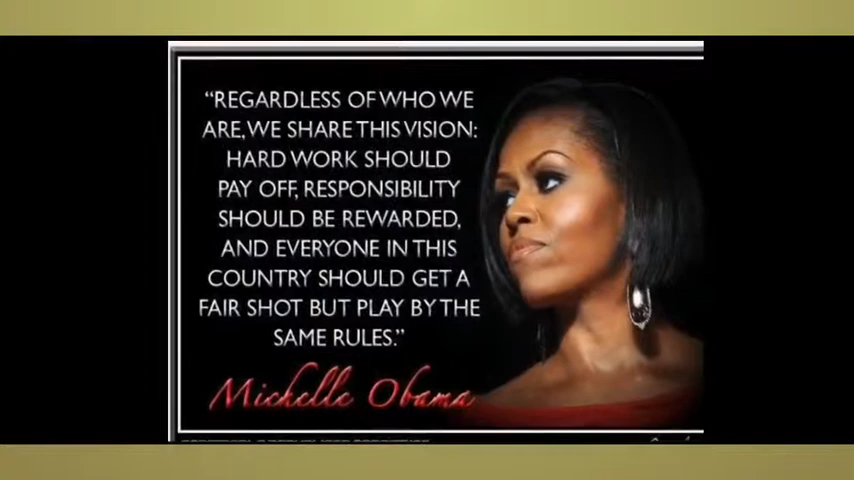 “REGARDLESS OF WHO WE
ARE, WE SHARE THIS VISION:
HARD WORK SHOULD
PAY OFF, RESPONSIBILITY
SHOULD BE REWARDED,
AND EVERYONE IN THIS
COUNTRY SHOULD GET A
FAIR SHOT BUT PLAY BY THE
SAME RULES.”
Michelle Obama